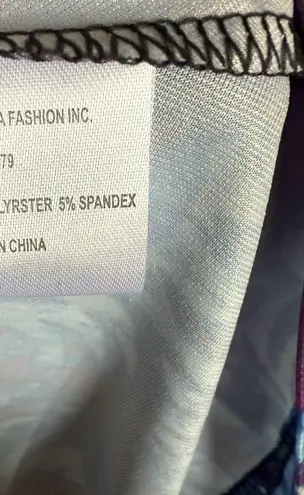 A FASHION INC.
79
LYRSTER 5% SPANDEX
N CHINA